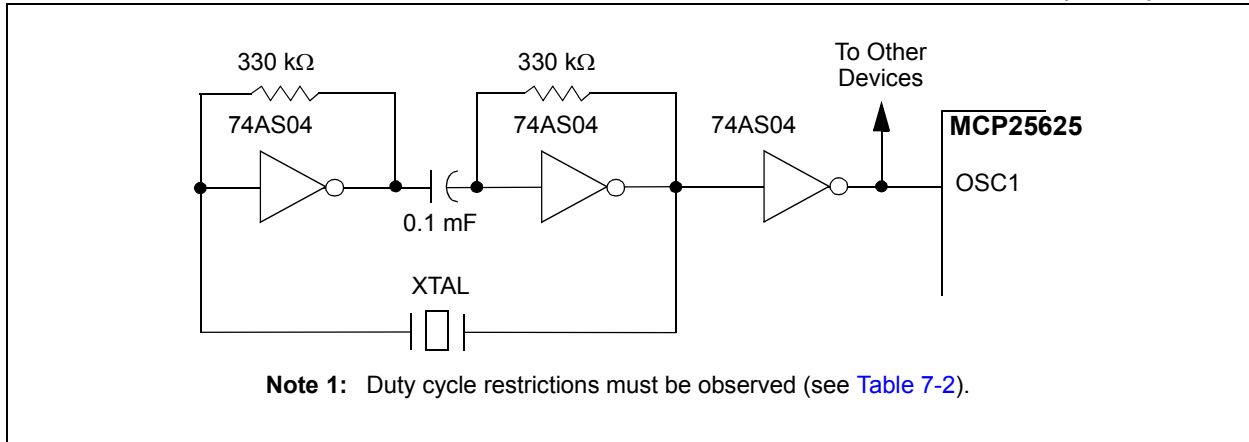 330 kΩ
330 kΩ
To Other
Devices
74AS04
74AS04
74AS04
MCP25625
OSC1
0.1 mF
XTAL
Note 1: Duty cycle restrictions must be observed (see Table 7-2).